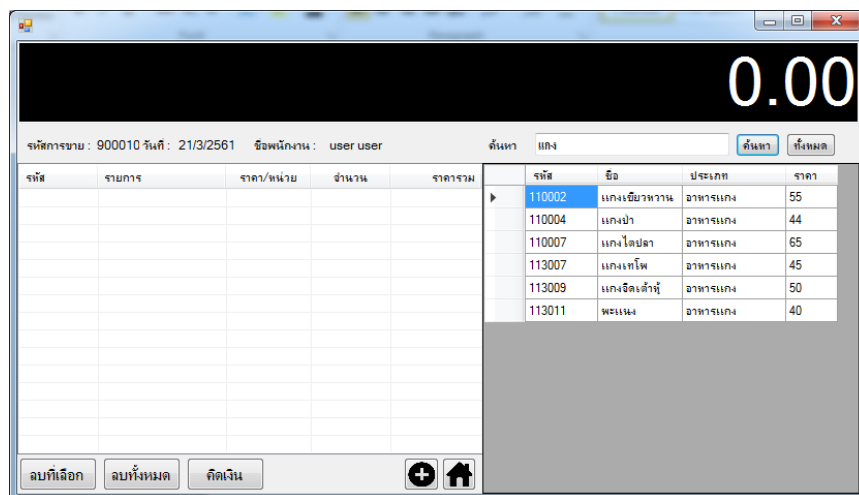 0.00
รหัสการขาย : 900010 วันที่ : 21/3/2561 ชื่อพนักงาน : user user
ค้นหา แกง ค้นหา ทั้งหมด
รหัส รายการ ราคา/หน่วย จำนวน ราคารวม
รหัส ชื่อ ประเภท ราคา
110002 แกงเขียวหวาน อาหารแกง 55
110004 แกงป่า อาหารแกง 44
110007 แกงไตปลา อาหารแกง 65
113007 แกงเทโพ อาหารแกง 45
113009 แกงจืดเต้าหู้ อาหารแกง 50
113011 พะแนง อาหารแกง 40
ลบที่เลือก ลบทั้งหมด คิดเงิน